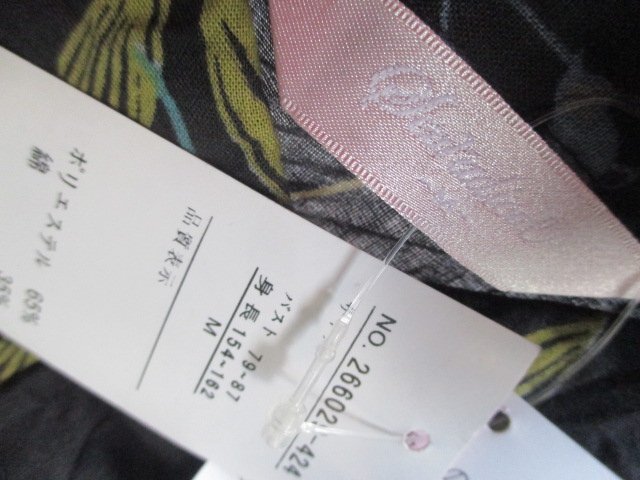 NO. 26602 -424
バスト 79~87
身長 154~162
M
品質表示
ポリエステル 65%
綿 35%